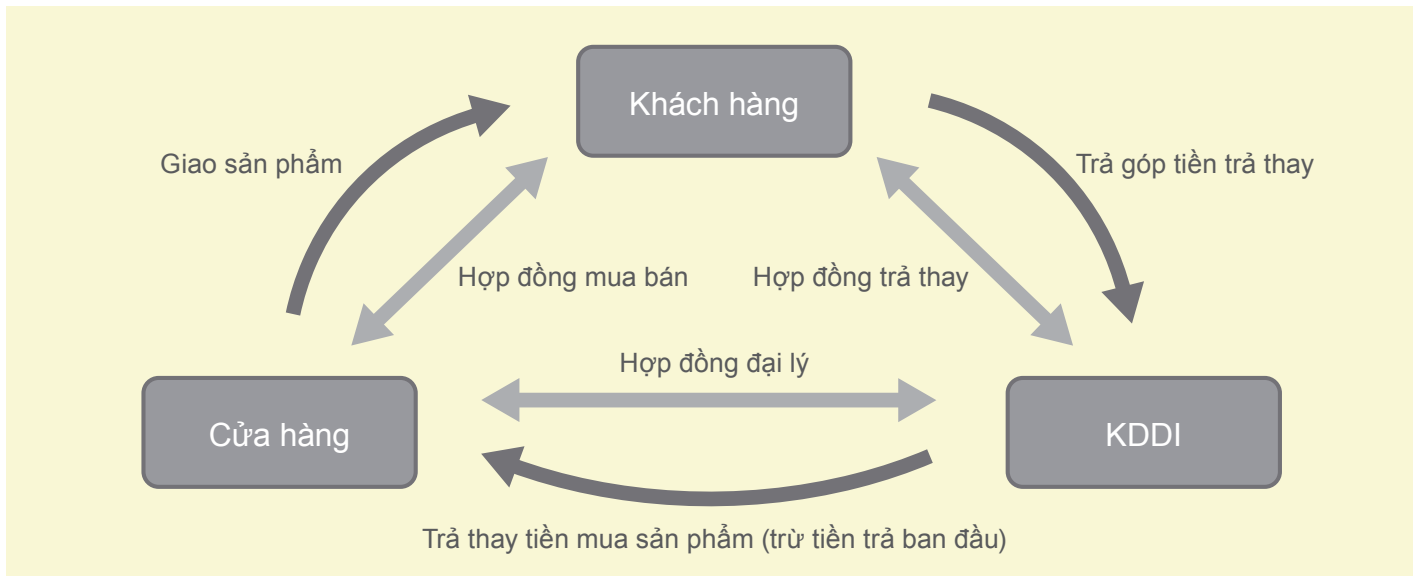 Khách hàng
Giao sản phẩm
Trả góp tiền trả thay
Hợp đồng mua bán
Hợp đồng trả thay
Hợp đồng đại lý
Cửa hàng
KDDI
Trả thay tiền mua sản phẩm (trừ tiền trả ban đầu)